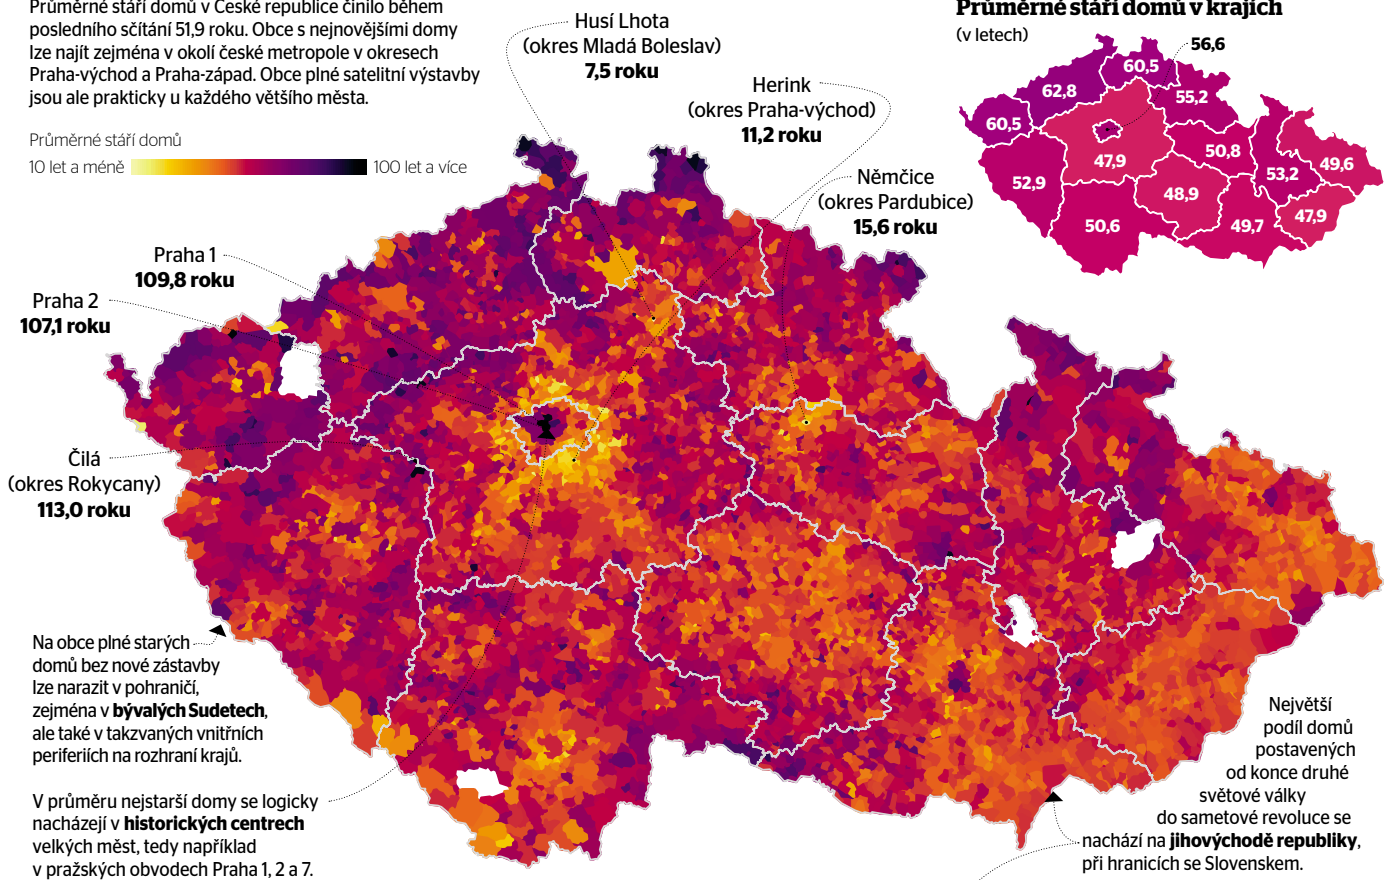 Průměrné stáří domů v České republice činilo během
posledního sčítání 51,9 roku. Obce s nejnovějšími domy
lze najít zejména v okolí české metropole v okresech
Praha-východ a Praha-západ. Obce plné satelitní výstavby
jsou ale prakticky u každého většího města.
Průměrné stáří domů
10 let a méně
100 let a více
Husí Lhota
(okres Mladá Boleslav)
7,5 roku
Herink
(okres Praha-východ)
11,2 roku
Němčice
(okres Pardubice)
15,6 roku
Průměrné stáří domů v krajích
(v letech)
56,6
60,5
62,8
55,2
60,5
50,8
47,9
53,2
49,6
52,9
48,9
47,9
50,6
49,7
Praha 1
109,8 roku
Praha 2
107,1 roku
Čilá
(okres Rokycany)
113,0 roku
Na obce plné starých
domů bez nové zástavby
lze narazit v pohraničí,
zejména v bývalých Sudetech,
ale také v takzvaných vnitřních
periferiích na rozhraní krajů.
V průměru nejstarší domy se logicky
nacházejí v historických centrech
velkých měst, tedy například
v pražských obvodech Praha 1, 2 a 7.
Největší
podíl domů
postavených
od konce druhé
světové války
do sametové revoluce se
nachází na jihovýchodě republiky,
při hranicích se Slovenskem.